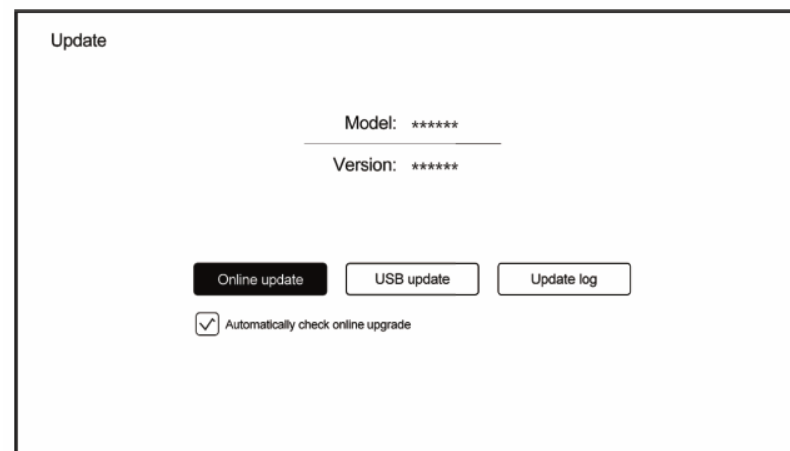 Update
Model: ******
Version: ******
Online update
USB update
Update log
Automatically check online upgrade